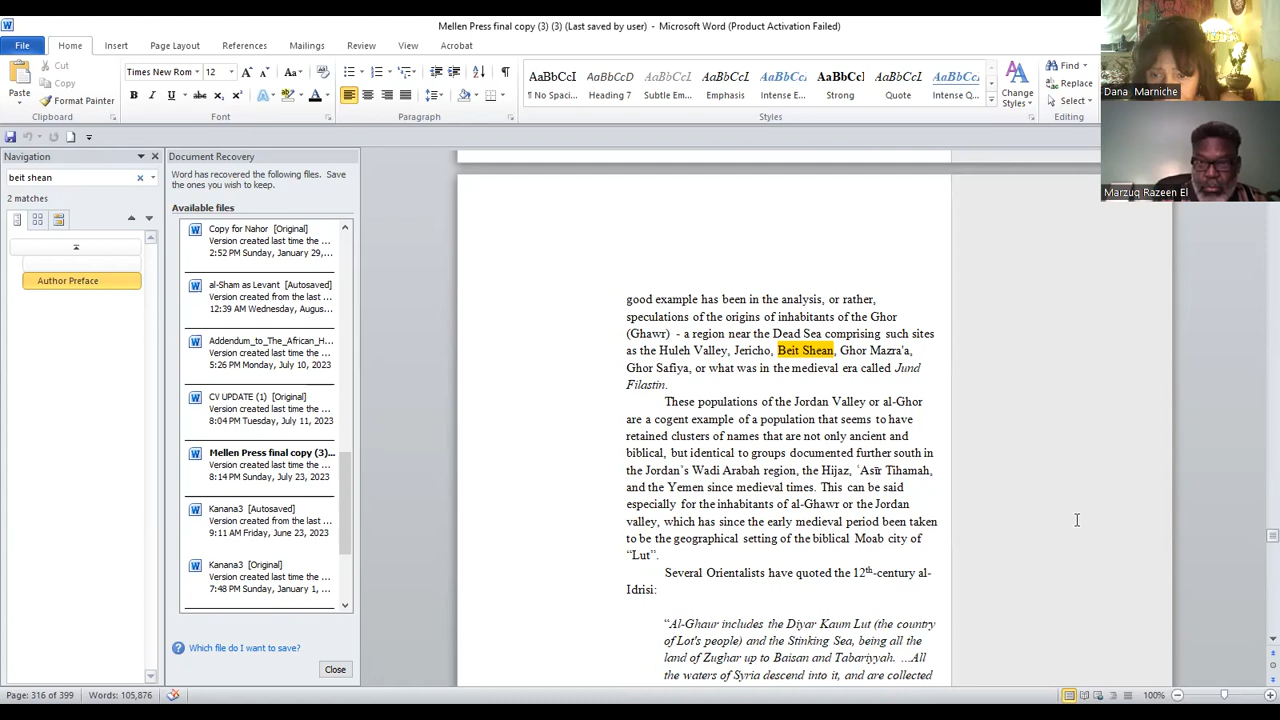 Mellen Press final copy (3) (3) (Last saved by user) - Microsoft Word (Product Activation Failed)
File Home Insert Page Layout References Mailings Review View Acrobat
Cut
Copy
Format Painter
Paste
Clipboard
Times New Rom 12
Font
Paragraph
AaBbCcI AaBbCcD AaBbCcI AaBbCcL AaBbCcI AaBbCcI AaBbCcL AaBbCcI
¶ No Spaci... Heading 7 Subtle Em... Emphasis Intense E... Strong Quote Intense Q...
Styles
Change
Styles
Find
Replace
Select
Editing
Dana Marniche
Marzuq Razeen El
Navigation
beit shean
2 matches
Author Preface
Document Recovery
Word has recovered the following files. Save
the ones you wish to keep.
Available files
Copy for Nahor [Original]
Version created last time the ...
2:52 PM Sunday, January 29,...
al-Sham as Levant [Autosaved]
Version created from the last ...
12:39 AM Wednesday, Augus...
Addendum_to_The_African_H...
Version created last time the ...
5:26 PM Monday, July 10, 2023
CV UPDATE (1) [Original]
Version created last time the ...
8:04 PM Tuesday, July 11, 2023
Mellen Press final copy (3)...
Version created last time the ...
8:14 PM Sunday, July 23, 2023
Kanana3 [Autosaved]
Version created from the last ...
9:11 AM Friday, June 23, 2023
Kanana3 [Original]
Version created last time the ...
7:48 PM Sunday, January 1, ...
Which file do I want to save?
Close
good example has been in the analysis, or rather,
speculations of the origins of inhabitants of the Ghor
(Ghawr) - a region near the Dead Sea comprising such sites
as the Huleh Valley, Jericho, Beit Shean, Ghor Mazra'a,
Ghor Safiya, or what was in the medieval era called Jund
Filastin.
These populations of the Jordan Valley or al-Ghor
are a cogent example of a population that seems to have
retained clusters of names that are not only ancient and
biblical, but identical to groups documented further south in
the Jordan's Wadi Arabah region, the Hijaz, ʿAsīr Tihamah,
and the Yemen since medieval times. This can be said
especially for the inhabitants of al-Ghawr or the Jordan
valley, which has since the early medieval period been taken
to be the geographical setting of the biblical Moab city of
“Lut”.
Several Orientalists have quoted the 12th-century al-
Idrisi:
“Al-Ghaur includes the Diyar Kaum Lut (the country
of Lot's people) and the Stinking Sea, being all the
land of Zughar up to Baisan and Tabariyyah. …All
the waters of Syria descend into it, and are collected
Page: 316 of 399 Words: 105,876
100%